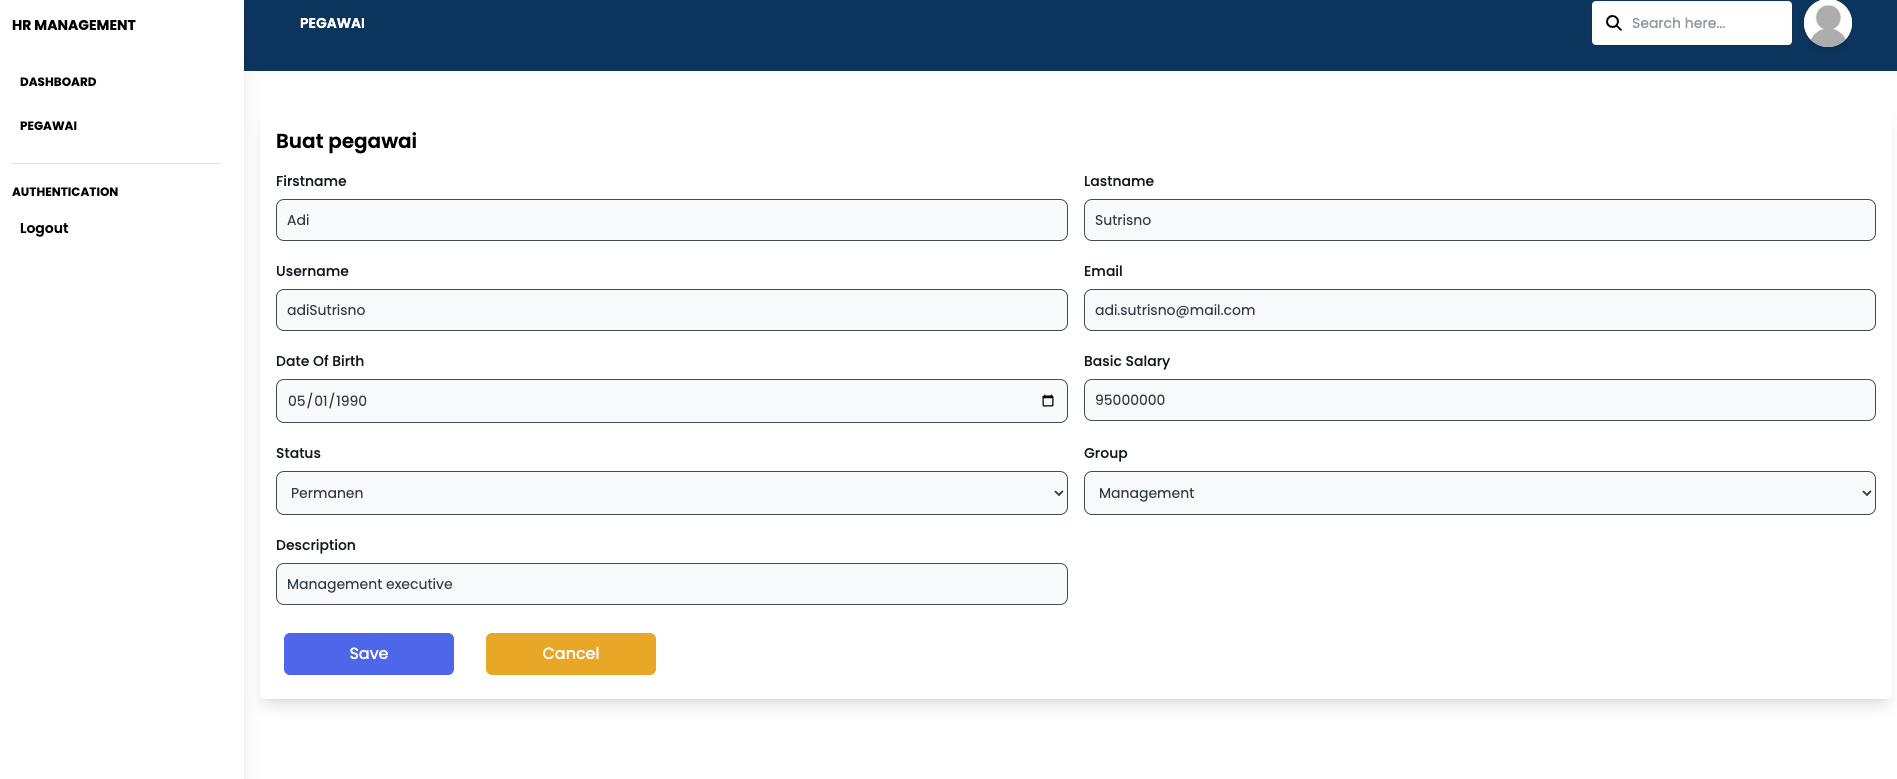 HR MANAGEMENT
DASHBOARD
PEGAWAI
AUTHENTICATION
Logout
PEGAWAI
Search here...
Buat pegawai
Firstname
Adi
Lastname
Sutrisno
Username
adiSutrisno
Email
adi.sutrisno@mail.com
Date Of Birth
05/01/1990
Basic Salary
95000000
Status
Permanen
Group
Management
Description
Management executive
Save
Cancel